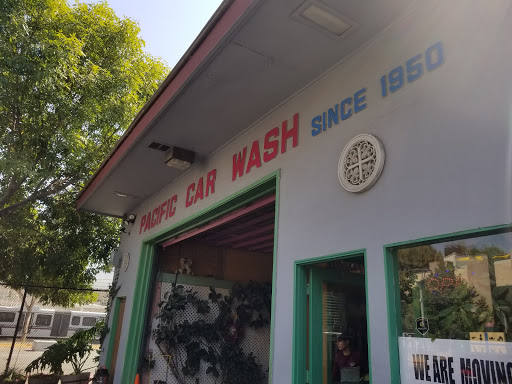 PACIFIC CAR WASH SINCE 1950
WE ARE MOVING